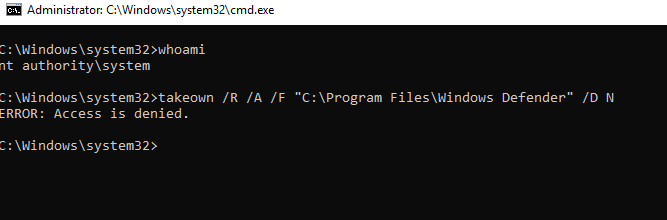 Administrator: C:\Windows\system32\cmd.exe
C:\Windows\system32>whoami
nt authority\system
C:\Windows\system32>takeown /R /A /F "C:\Program Files\Windows Defender" /D N
ERROR: Access is denied.
C:\Windows\system32>